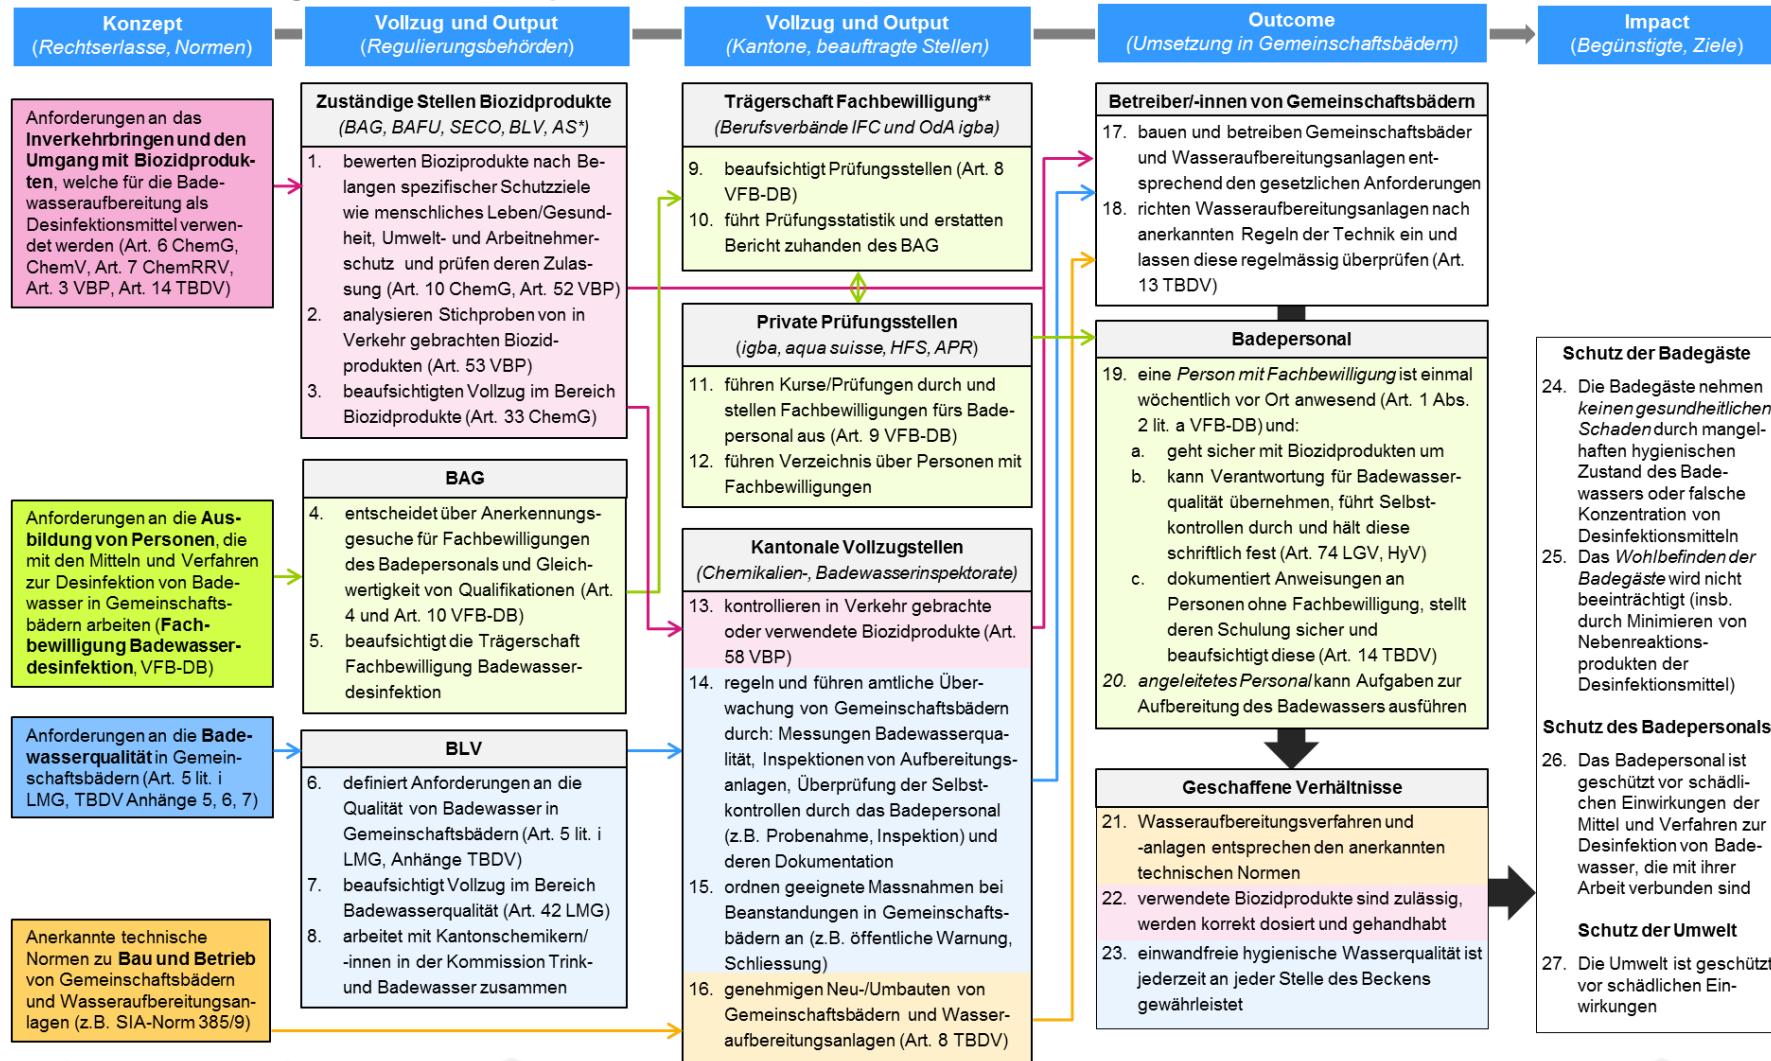 Konzept
(Rechtserlasse, Normen)
Vollzug und Output
(Regulierungsbehörden)
Vollzug und Output
(Kantone, beauftragte Stellen)
Outcome
(Umsetzung in Gemeinschaftsbädern)
Impact
(Begünstigte, Ziele)
Anforderungen an das
Inverkehrbringen und den
Umgang mit Biozidproduk-
ten, welche für die Bade-
wasseraufbereitung als
Desinfektionsmittel verwen-
det werden (Art. 6 ChemG,
ChemV, Art. 7 ChemRRV,
Art. 3 VBP, Art. 14 TBDV)
Anforderungen an die Aus-
bildung von Personen, die
mit den Mitteln und Verfahren
zur Desinfektion von Bade-
wasser in Gemeinschafts-
bädern arbeiten (Fach-
bewilligung Badewasser-
desinfektion, VFB-DB)
Anforderungen an die Bade-
wasserqualität in Gemein-
schaftsbädern (Art. 5 lit. i
LMG, TBDV Anhänge 5, 6, 7)
Anerkannte technische
Normen zu Bau und Betrieb
von Gemeinschaftsbädern
und Wasseraufbereitungsan-
lagen (z.B. SIA-Norm 385/9)
Zuständige Stellen Biozidprodukte
(BAG, BAFU, SECO, BLV, AS*)
1. bewerten Bioziprodukte nach Be-
langen spezifischer Schutzziele
wie menschliches Leben/Gesund-
heit, Umwelt- und Arbeitnehmer-
schutz und prüfen deren Zulas-
sung (Art. 10 ChemG, Art. 52 VBP)
2. analysieren Stichproben von in
Verkehr gebrachten Biozid-
produkten (Art. 53 VBP)
3. beaufsichtigten Vollzug im Bereich
Biozidprodukte (Art. 33 ChemG)
BAG
4. entscheidet über Anerkennungs-
gesuche für Fachbewilligungen
des Badepersonals und Gleich-
wertigkeit von Qualifikationen (Art.
4 und Art. 10 VFB-DB)
5. beaufsichtigt die Trägerschaft
Fachbewilligung Badewasser-
desinfektion
BLV
6. definiert Anforderungen an die
Qualität von Badewasser in
Gemeinschaftsbädern (Art. 5 lit. i
LMG, Anhänge TBDV)
7. beaufsichtigt Vollzug im Bereich
Badewasserqualität (Art. 42 LMG)
8. arbeitet mit Kantonschemikern/
-innen in der Kommission Trink-
und Badewasser zusammen
Trägerschaft Fachbewilligung**
(Berufsverbände IFC und OdA igba)
9. beaufsichtigt Prüfungsstellen (Art. 8
VFB-DB)
10. führt Prüfungsstatistik und erstatten
Bericht zuhanden des BAG
Private Prüfungsstellen
(igba, aqua suisse, HFS, APR)
11. führen Kurse/Prüfungen durch und
stellen Fachbewilligungen fürs Bade-
personal aus (Art. 9 VFB-DB)
12. führen Verzeichnis über Personen mit
Fachbewilligungen
Kantonale Vollzugstellen
(Chemikalien-, Badewasserinspektorate)
13. kontrollieren in Verkehr gebrachte
oder verwendete Biozidprodukte (Art.
58 VBP)
14. regeln und führen amtliche Über-
wachung von Gemeinschaftsbädern
durch: Messungen Badewasserqua-
lität, Inspektionen von Aufbereitungs-
anlagen, Überprüfung der Selbst-
kontrollen durch das Badepersonal
(z.B. Probenahme, Inspektion) und
deren Dokumentation
15. ordnen geeignete Massnahmen bei
Beanstandungen in Gemeinschafts-
bädern an (z.B. öffentliche Warnung,
Schliessung)
16. genehmigen Neu-/Umbauten von
Gemeinschaftsbädern und Wasser-
aufbereitungsanlagen (Art. 8 TBDV)
Betreiber/-innen von Gemeinschaftsbädern
17. bauen und betreiben Gemeinschaftsbäder
und Wasseraufbereitungsanlagen ent-
sprechend den gesetzlichen Anforderungen
18. richten Wasseraufbereitungsanlagen nach
anerkannten Regeln der Technik ein und
lassen diese regelmässig überprüfen (Art.
13 TBDV)
Badepersonal
19. eine Person mit Fachbewilligung ist einmal
wöchentlich vor Ort anwesend (Art. 1 Abs.
2 lit. a VFB-DB) und:
a. geht sicher mit Biozidprodukten um
b. kann Verantwortung für Badewasser-
qualität übernehmen, führt Selbst-
kontrollen durch und hält diese
schriftlich fest (Art. 74 LGV, HyV)
c. dokumentiert Anweisungen an
Personen ohne Fachbewilligung, stellt
deren Schulung sicher und
beaufsichtigt diese (Art. 14 TBDV)
20. angeleitetes Personal kann Aufgaben zur
Aufbereitung des Badewassers ausführen
Geschaffene Verhältnisse
21. Wasseraufbereitungsverfahren und
-anlagen entsprechen den anerkannten
technischen Normen
22. verwendete Biozidprodukte sind zulässig,
werden korrekt dosiert und gehandhabt
23. einwandfreie hygienische Wasserqualität ist
jederzeit an jeder Stelle des Beckens
gewährleistet
Schutz der Badegäste
24. Die Badegäste nehmen
keinen gesundheitlichen
Schaden durch mangel-
haften hygienischen
Zustand des Bade-
wassers oder falsche
Konzentration von
Desinfektionsmitteln
25. Das Wohlbefinden der
Badegäste wird nicht
beeinträchtigt (insb.
durch Minimieren von
Nebenreaktions-
produkten der
Desinfektionsmittel)
Schutz des Badepersonals
26. Das Badepersonal ist
geschützt vor schädli-
chen Einwirkungen der
Mittel und Verfahren zur
Desinfektion von Bade-
wasser, die mit ihrer
Arbeit verbunden sind
Schutz der Umwelt
27. Die Umwelt ist geschützt
vor schädlichen Ein-
wirkungen